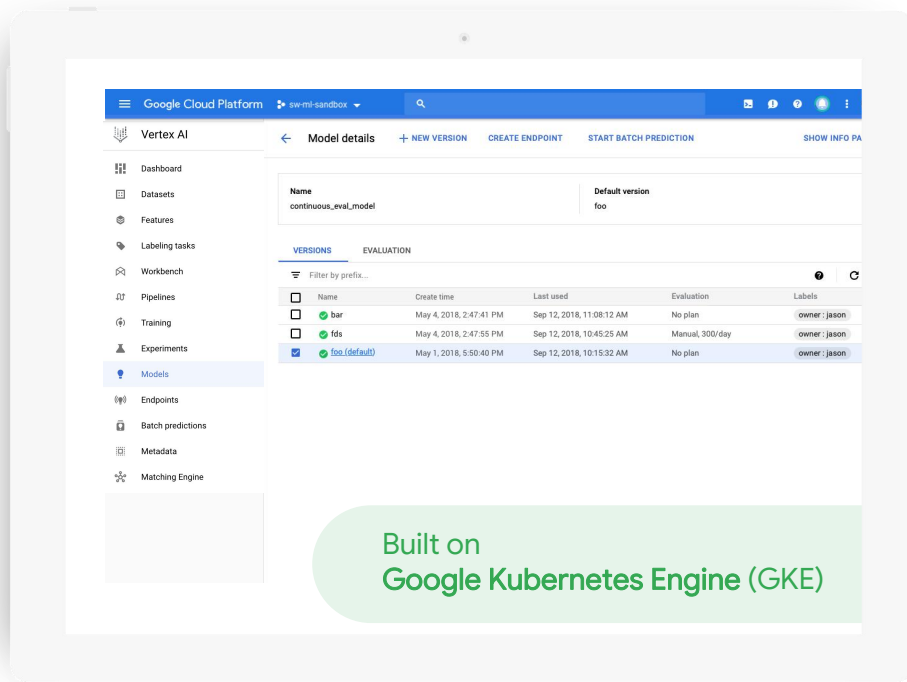 Google Cloud Platform sw-ml-sandbox
Vertex AI
Model details + NEW VERSION CREATE ENDPOINT START BATCH PREDICTION SHOW INFO PA
Dashboard
Datasets
Features
Labeling tasks
Workbench
Pipelines
Training
Experiments
Models
Endpoints
Batch predictions
Metadata
Matching Engine
Name Default version
continuous_eval_model foo
VERSIONS EVALUATION
Filter by prefix...
Name Create time Last used Evaluation Labels
bar May 4, 2018, 2:47:41 PM Sep 12, 2018, 11:08:12 AM No plan owner : jason
fds May 4, 2018, 2:47:55 PM Sep 12, 2018, 10:45:25 AM Manual, 300/day owner : jason
foo (default) May 1, 2018, 5:50:40 PM Sep 12, 2018, 10:15:32 AM No plan owner : jason
Built on
Google Kubernetes Engine (GKE)